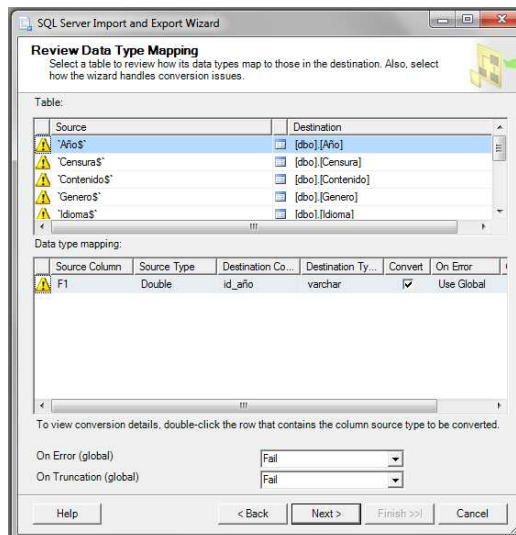 SQL Server Import and Export Wizard
Review Data Type Mapping
Select a table to review how its data types map to those in the destination. Also, select
how the wizard handles conversion issues.
Table:
Source Destination
`Año$` [dbo].[Año]
`Censura$` [dbo].[Censura]
`Contenido$` [dbo].[Contenido]
`Genero$` [dbo].[Genero]
`Idioma$` [dbo].[Idioma]
Data type mapping:
Source Column Source Type Destination Co... Destination Ty... Convert On Error
F1 Double id_año varchar Use Global
To view conversion details, double-click the row that contains the column source type to be converted.
On Error (global) Fail
On Truncation (global) Fail
Help < Back Next > Finish >>| Cancel